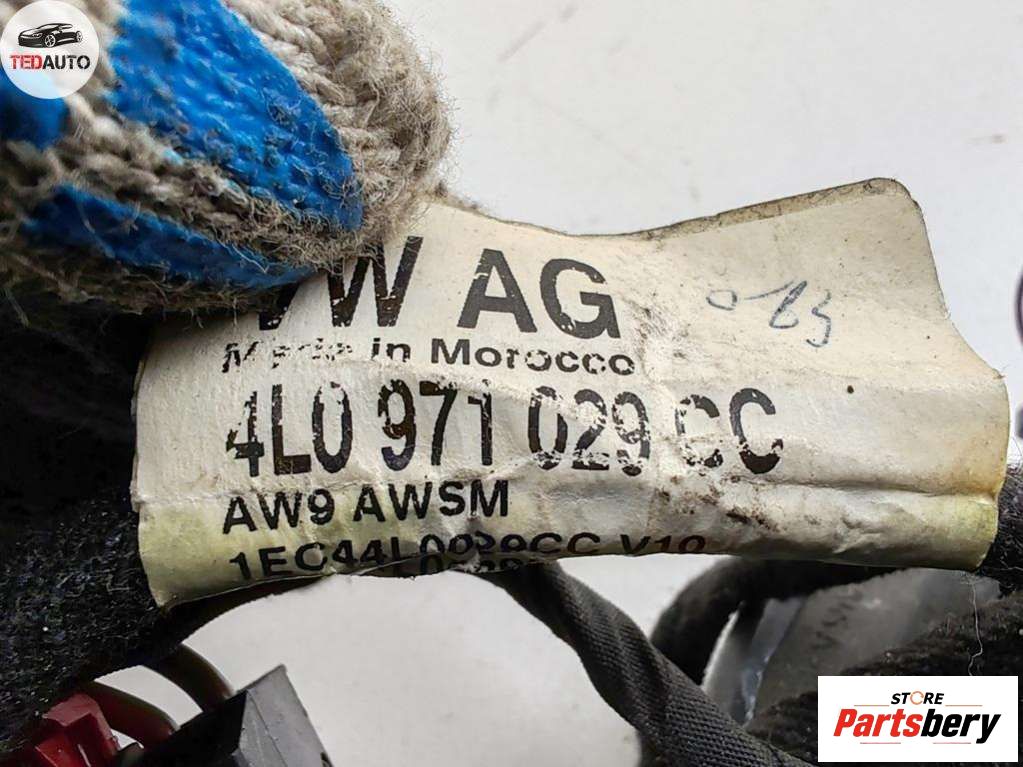 TEDAUTO
VW AG
Made in Morocco
4L0 971 029 CC
AW9 AWSM
1EC44L0029CC V10
STORE
Partsbery